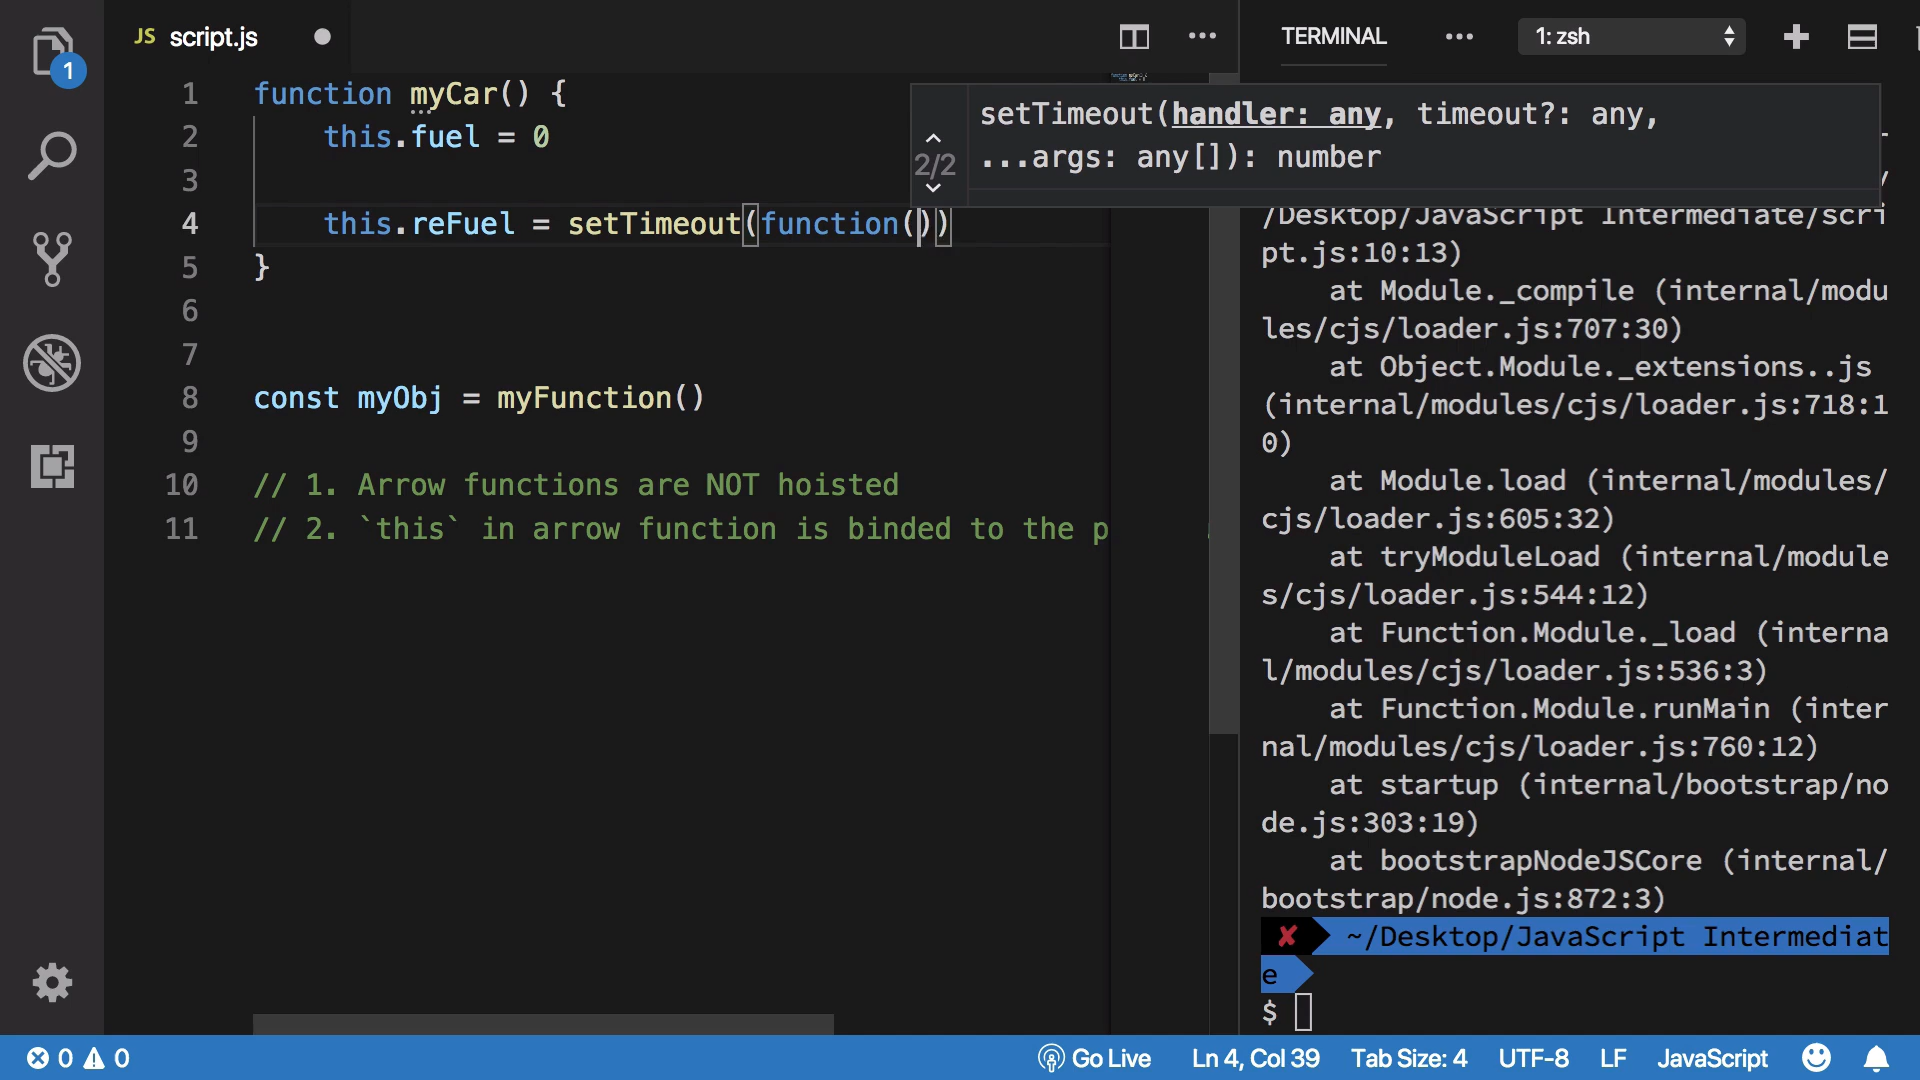 1
JS script.js
TERMINAL
1: zsh
1 function myCar() {
2 this.fuel = 0
3
4 this.reFuel = setTimeout(function())
5 }
6
7
8 const myObj = myFunction()
9
10 // 1. Arrow functions are NOT hoisted
11 // 2. `this` in arrow function is binded to the p
2/2
setTimeout(handler: any, timeout?: any,
...args: any[]): number
/Desktop/JavaScript Intermediate/scri
pt.js:10:13)
at Module._compile (internal/modu
les/cjs/loader.js:707:30)
at Object.Module._extensions..js
(internal/modules/cjs/loader.js:718:1
0)
at Module.load (internal/modules/
cjs/loader.js:605:32)
at tryModuleLoad (internal/module
s/cjs/loader.js:544:12)
at Function.Module._load (interna
l/modules/cjs/loader.js:536:3)
at Function.Module.runMain (inter
nal/modules/cjs/loader.js:760:12)
at startup (internal/bootstrap/no
de.js:303:19)
at bootstrapNodeJSCore (internal/
bootstrap/node.js:872:3)
✘ ~/Desktop/JavaScript Intermediat
e
$
0 0
Go Live
Ln 4, Col 39
Tab Size: 4
UTF-8
LF
JavaScript